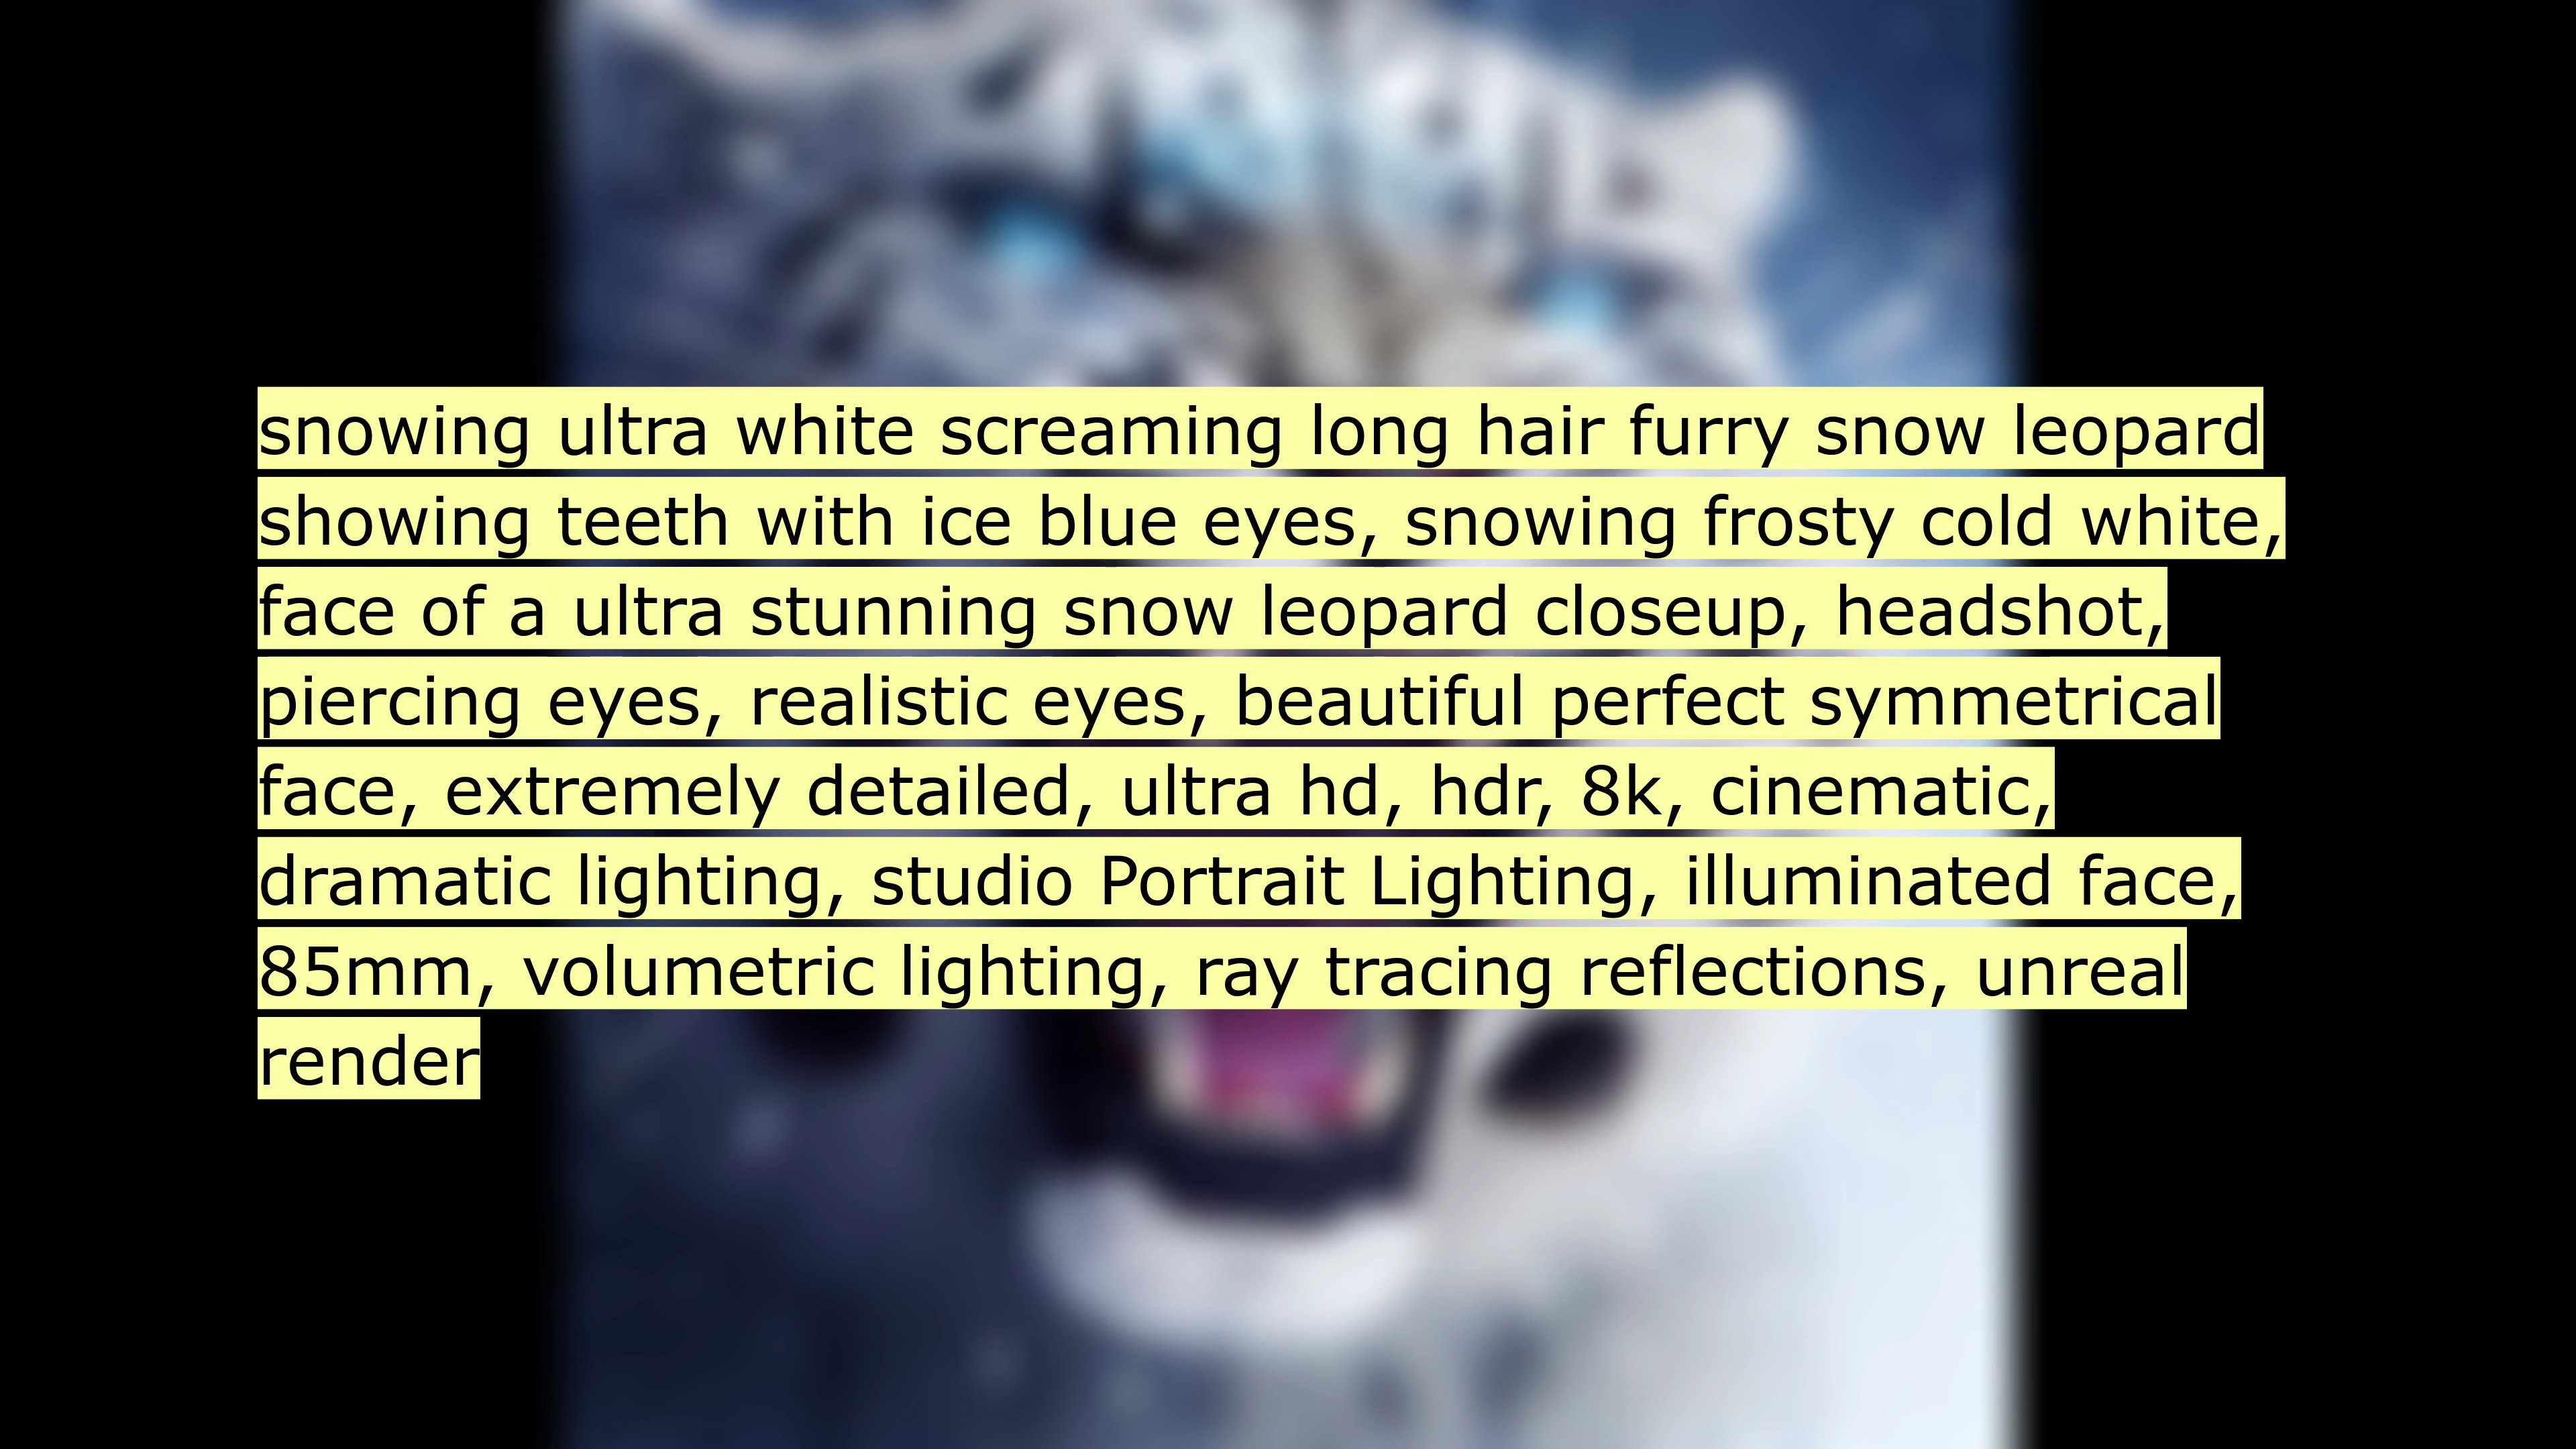 snowing ultra white screaming long hair furry snow leopard
showing teeth with ice blue eyes, snowing frosty cold white,
face of a ultra stunning snow leopard closeup, headshot,
piercing eyes, realistic eyes, beautiful perfect symmetrical
face, extremely detailed, ultra hd, hdr, 8k, cinematic,
dramatic lighting, studio Portrait Lighting, illuminated face,
85mm, volumetric lighting, ray tracing reflections, unreal
render